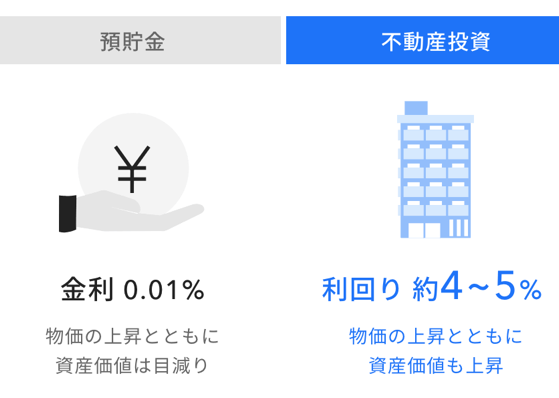 預貯金
不動産投資
¥
金利 0.01%
利回り 約4~5%
物価の上昇とともに
資産価値は目減り
物価の上昇とともに
資産価値も上昇